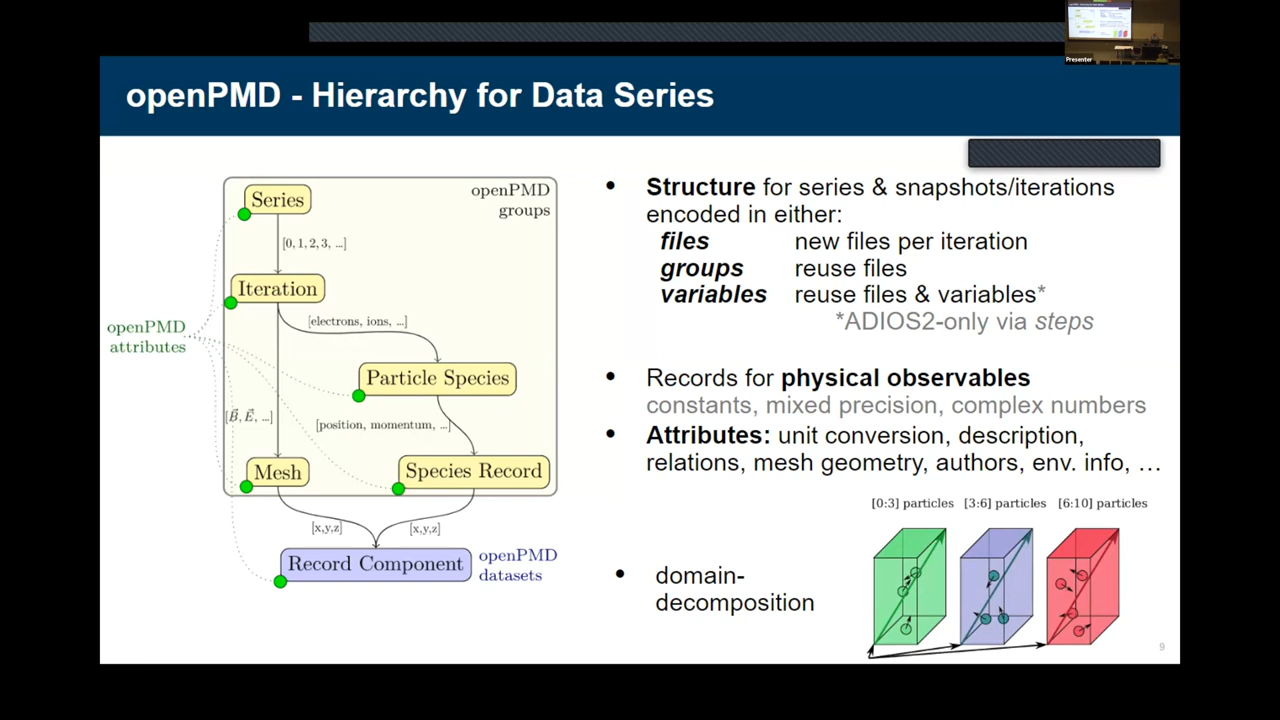 Presenter
openPMD - Hierarchy for Data Series
openPMD
groups
Series
[0, 1, 2, 3, ...]
Iteration
[electrons, ions, ...]
openPMD
attributes
Particle Species
[B⃗, E⃗, ...]
[position, momentum, ...]
Mesh
Species Record
[x,y,z]
[x,y,z]
Record Component
openPMD
datasets
• Structure for series & snapshots/iterations
encoded in either:
files new files per iteration
groups reuse files
variables reuse files & variables*
*ADIOS2-only via steps
• Records for physical observables
constants, mixed precision, complex numbers
• Attributes: unit conversion, description,
relations, mesh geometry, authors, env. info, …
[0:3] particles [3:6] particles [6:10] particles
• domain-
decomposition
9